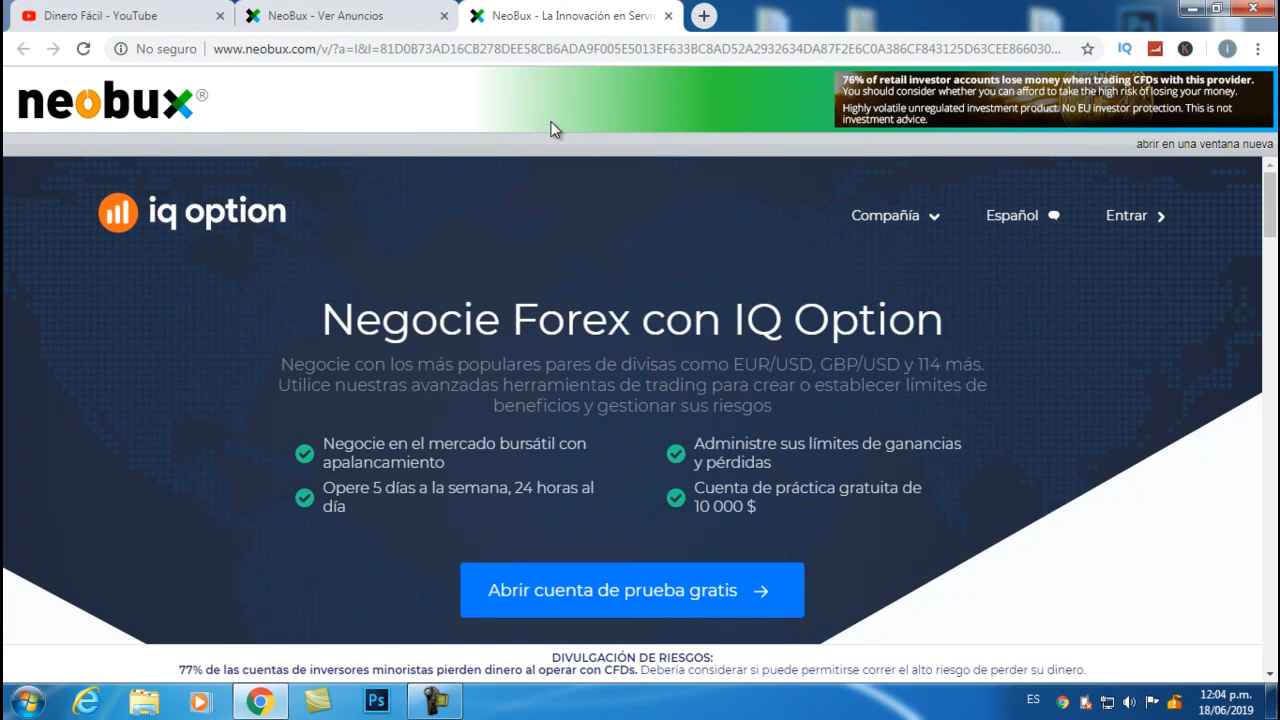 Dinero Fácil - YouTube
NeoBux - Ver Anuncios
NeoBux - La Innovación en Servi
No seguro
www.neobux.com/v/?a=l&l=81D0B73AD16CB278DEE58CB6ADA9F005E5013EF633BC8AD52A2932634DA87F2E6C0A386CF843125D63CEE866030...
IQ
K
I
neobux®
76% of retail investor accounts lose money when trading CFDs with this provider.
You should consider whether you can afford to take the high risk of losing your money.
Highly volatile unregulated investment product. No EU investor protection. This is not
investment advice.
abrir en una ventana nueva
iq option
Compañía
Español
Entrar
Negocie Forex con IQ Option
Negocie con los más populares pares de divisas como EUR/USD, GBP/USD y 114 más.
Utilice nuestras avanzadas herramientas de trading para crear o establecer límites de
beneficios y gestionar sus riesgos
Negocie en el mercado bursátil con
apalancamiento
Administre sus límites de ganancias
y pérdidas
Opere 5 días a la semana, 24 horas al
día
Cuenta de práctica gratuita de
10 000 $
Abrir cuenta de prueba gratis
DIVULGACIÓN DE RIESGOS:
77% de las cuentas de inversores minoristas pierden dinero al operar con CFDs. Debería considerar si puede permitirse correr el alto riesgo de perder su dinero.
Ps
ES
12:04 p.m.
18/06/2019